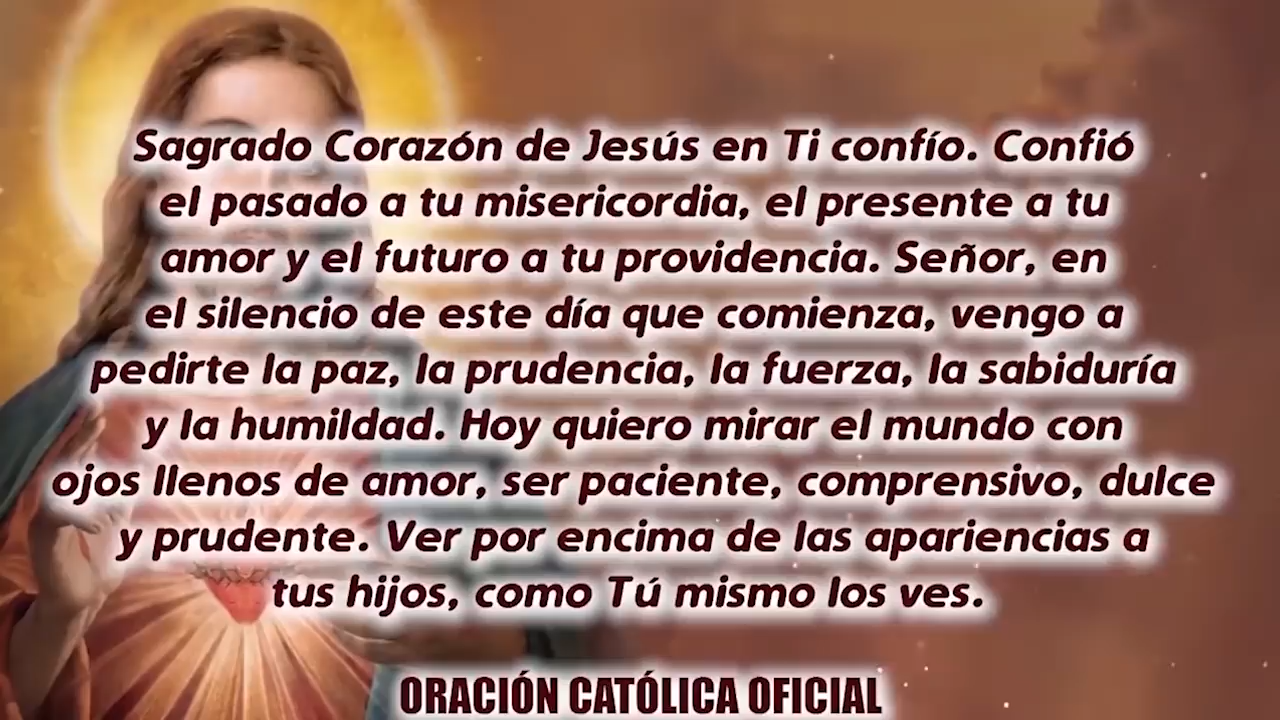 Sagrado Corazón de Jesús en Ti confío. Confió
el pasado a tu misericordia, el presente a tu
amor y el futuro a tu providencia. Señor, en
el silencio de este día que comienza, vengo a
pedirte la paz, la prudencia, la fuerza, la sabiduría
y la humildad. Hoy quiero mirar el mundo con
ojos llenos de amor, ser paciente, comprensivo, dulce
y prudente. Ver por encima de las apariencias a
tus hijos, como Tú mismo los ves.
ORACIÓN CATÓLICA OFICIAL